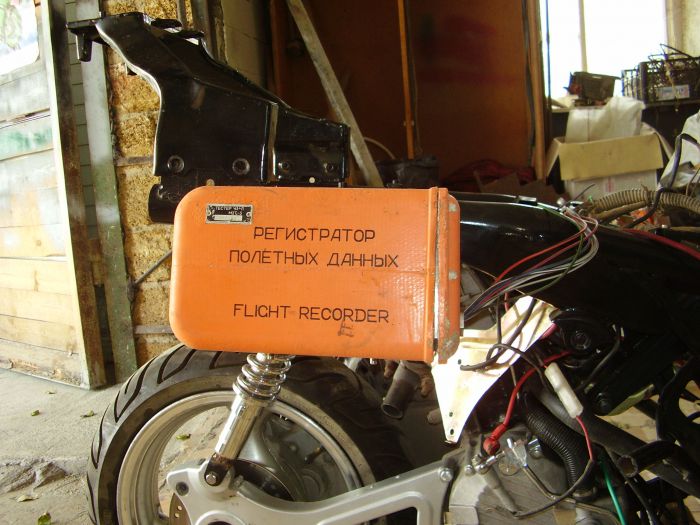 РЕГИСТРАТОР
ПОЛЁТНЫХ ДАННЫХ
FLIGHT RECORDER